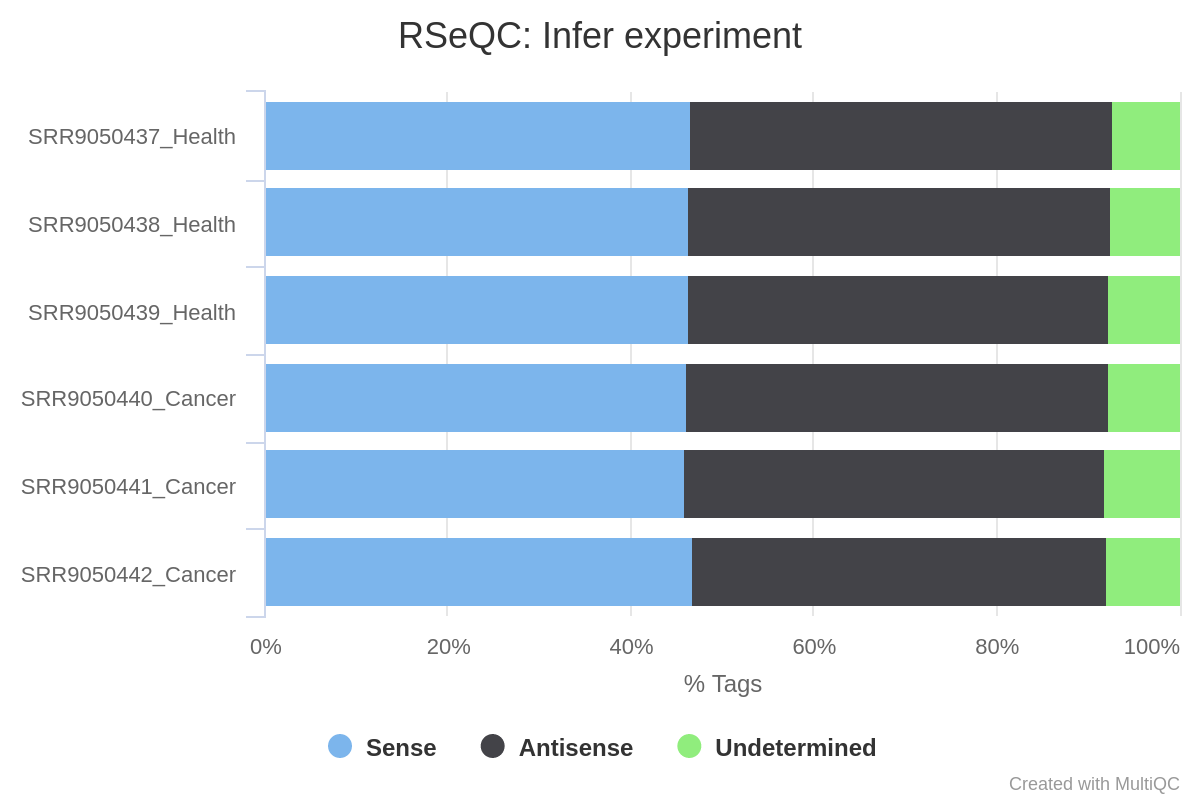 RSeQC: Infer experiment
SRR9050437_Health
SRR9050438_Health
SRR9050439_Health
SRR9050440_Cancer
SRR9050441_Cancer
SRR9050442_Cancer
0% 20% 40% 60% 80% 100%
% Tags
Sense Antisense Undetermined
Created with MultiQC